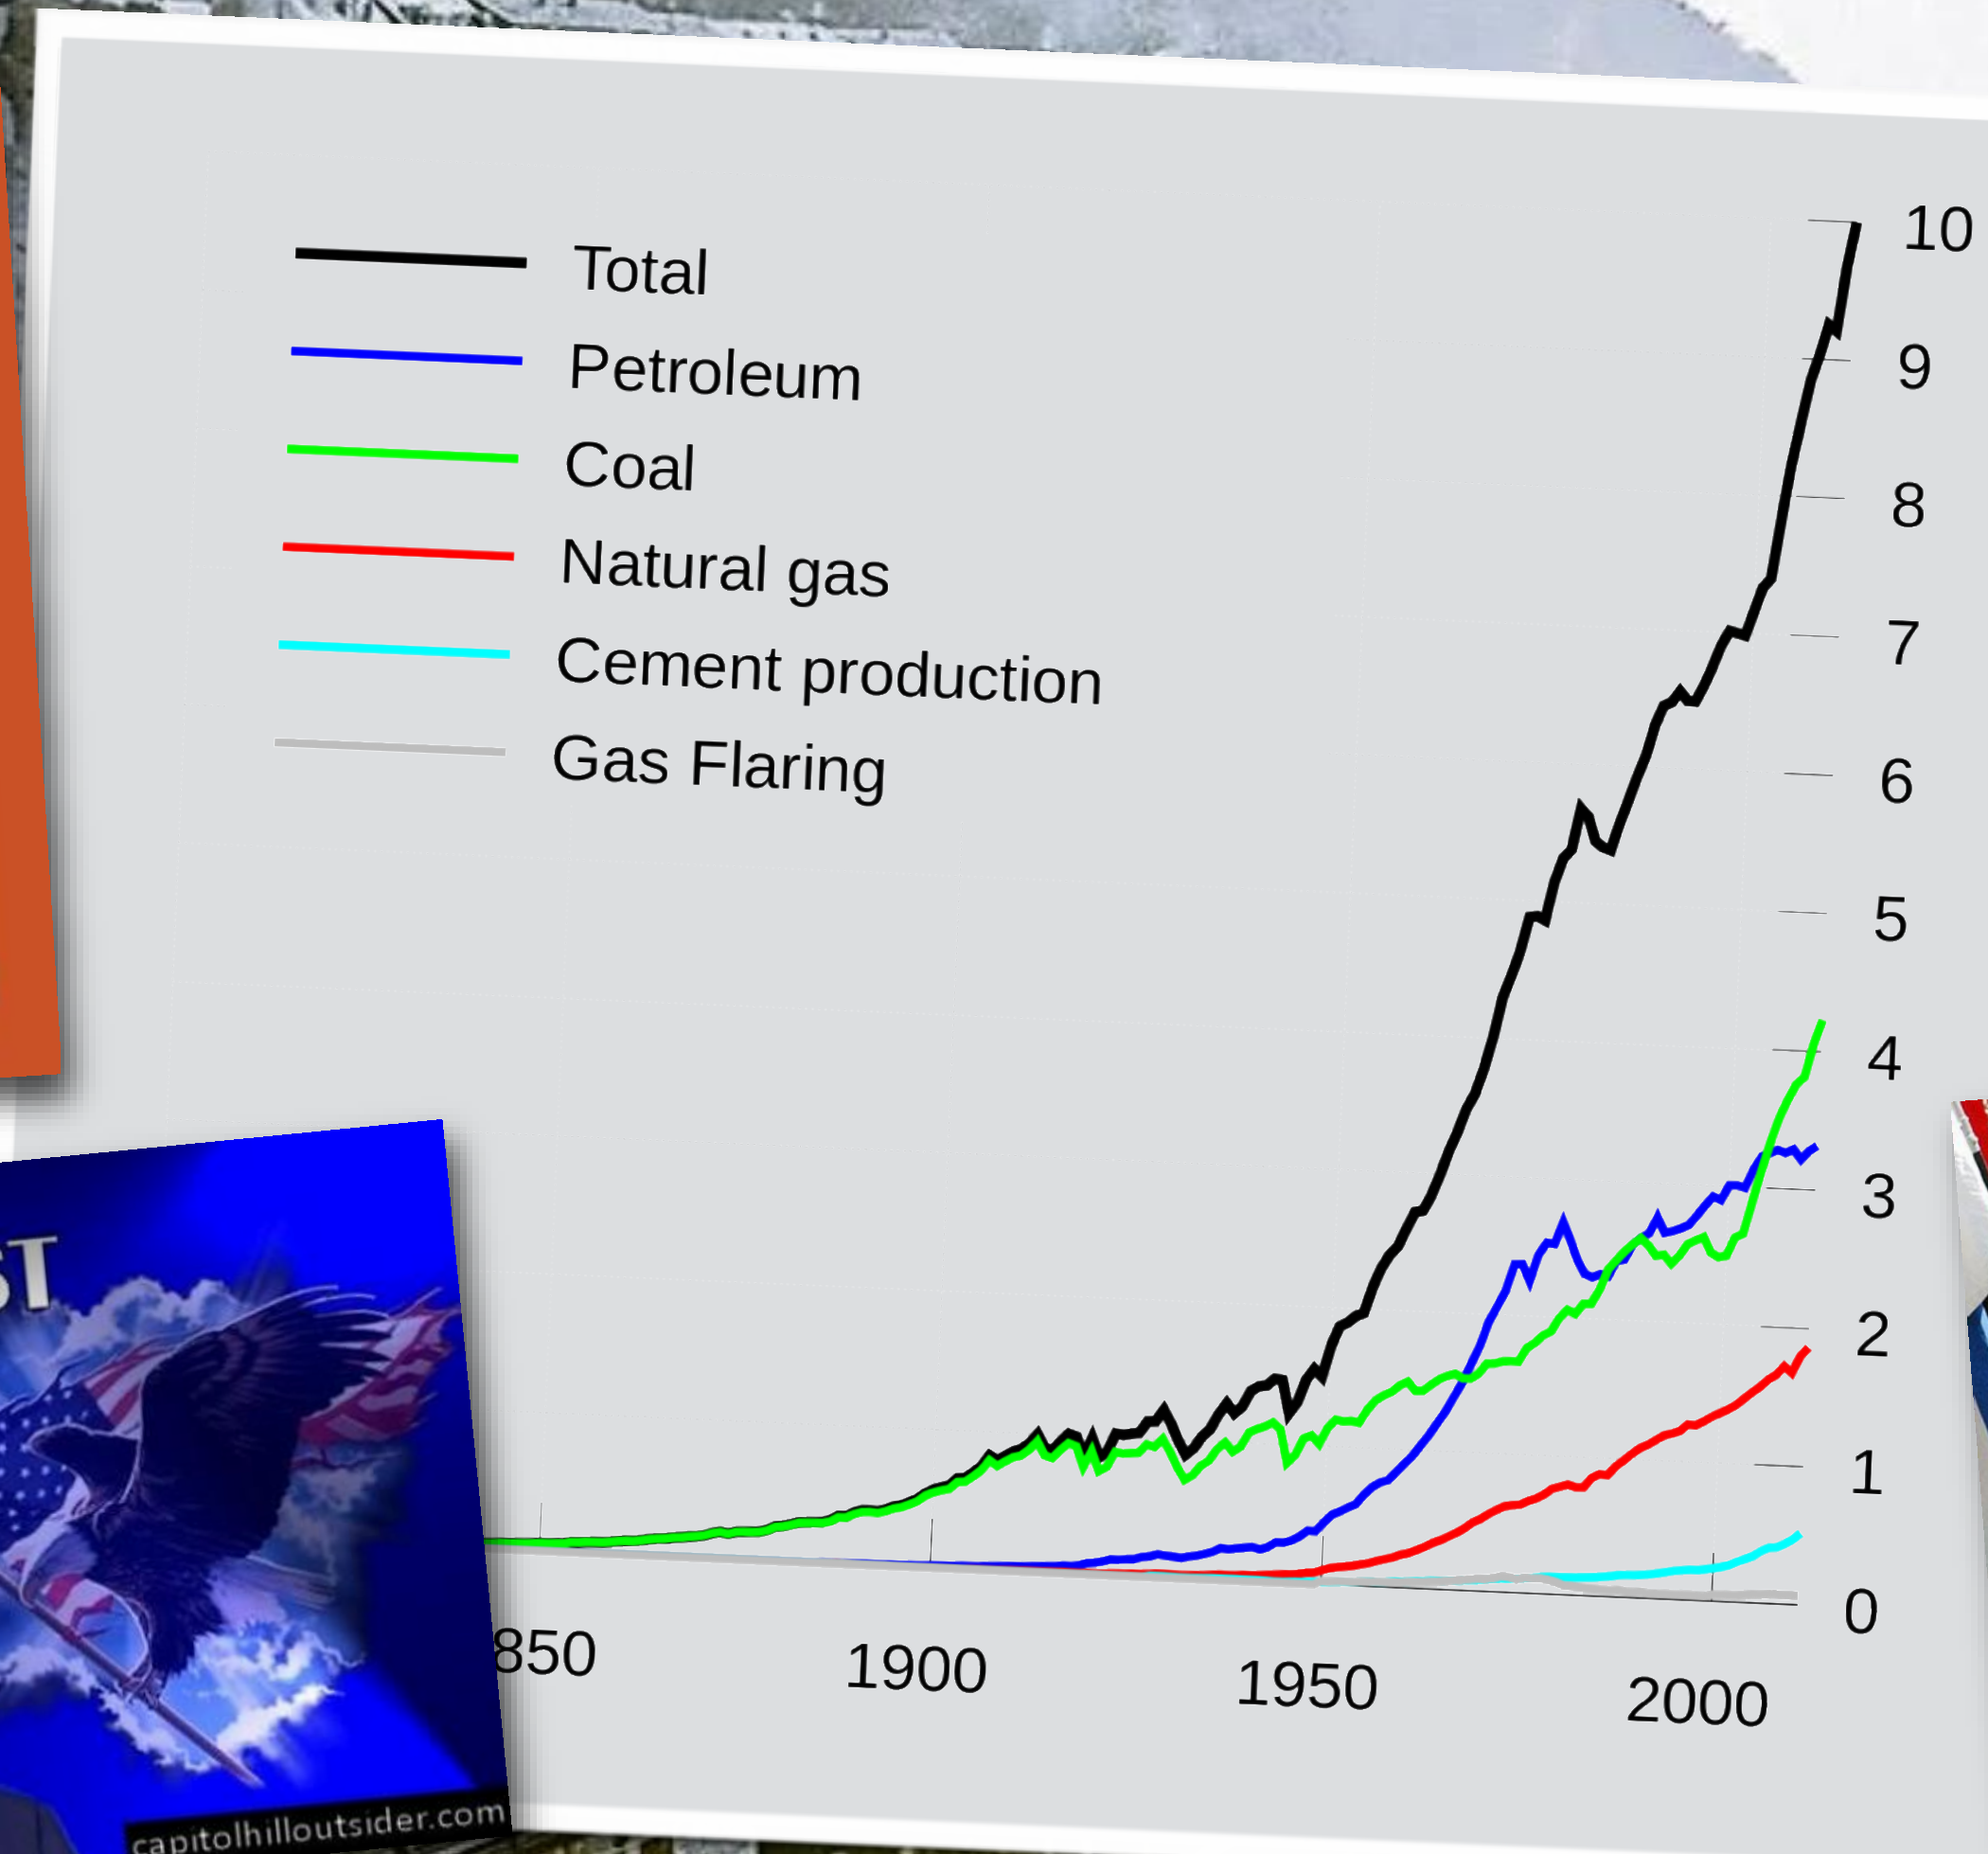 Total
Petroleum
Coal
Natural gas
Cement production
Gas Flaring
10
9
8
7
6
5
4
3
2
1
0
850
1900
1950
2000
ST
capitolhilloutsider.com